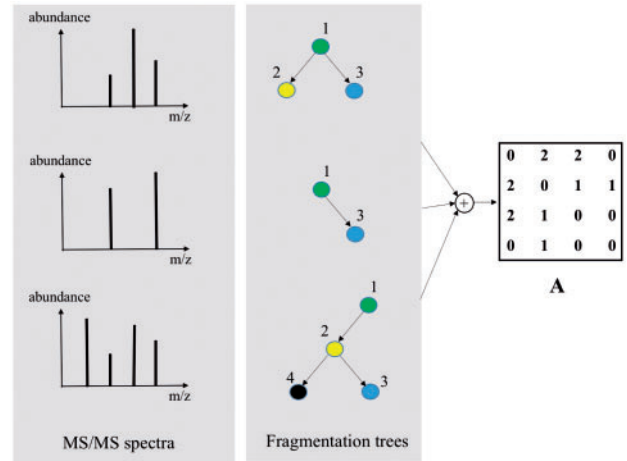 abundance
m/z
abundance
m/z
abundance
m/z
MS/MS spectra
1
2 3
1
3
1
2
4 3
Fragmentation trees
+
0 2 2 0
2 0 1 1
2 1 0 0
0 1 0 0
A